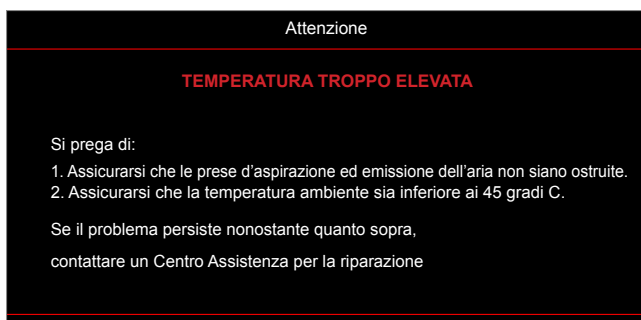 Attenzione
TEMPERATURA TROPPO ELEVATA
Si prega di:
1. Assicurarsi che le prese d’aspirazione ed emissione dell’aria non siano ostruite.
2. Assicurarsi che la temperatura ambiente sia inferiore ai 45 gradi C.
Se il problema persiste nonostante quanto sopra,
contattare un Centro Assistenza per la riparazione